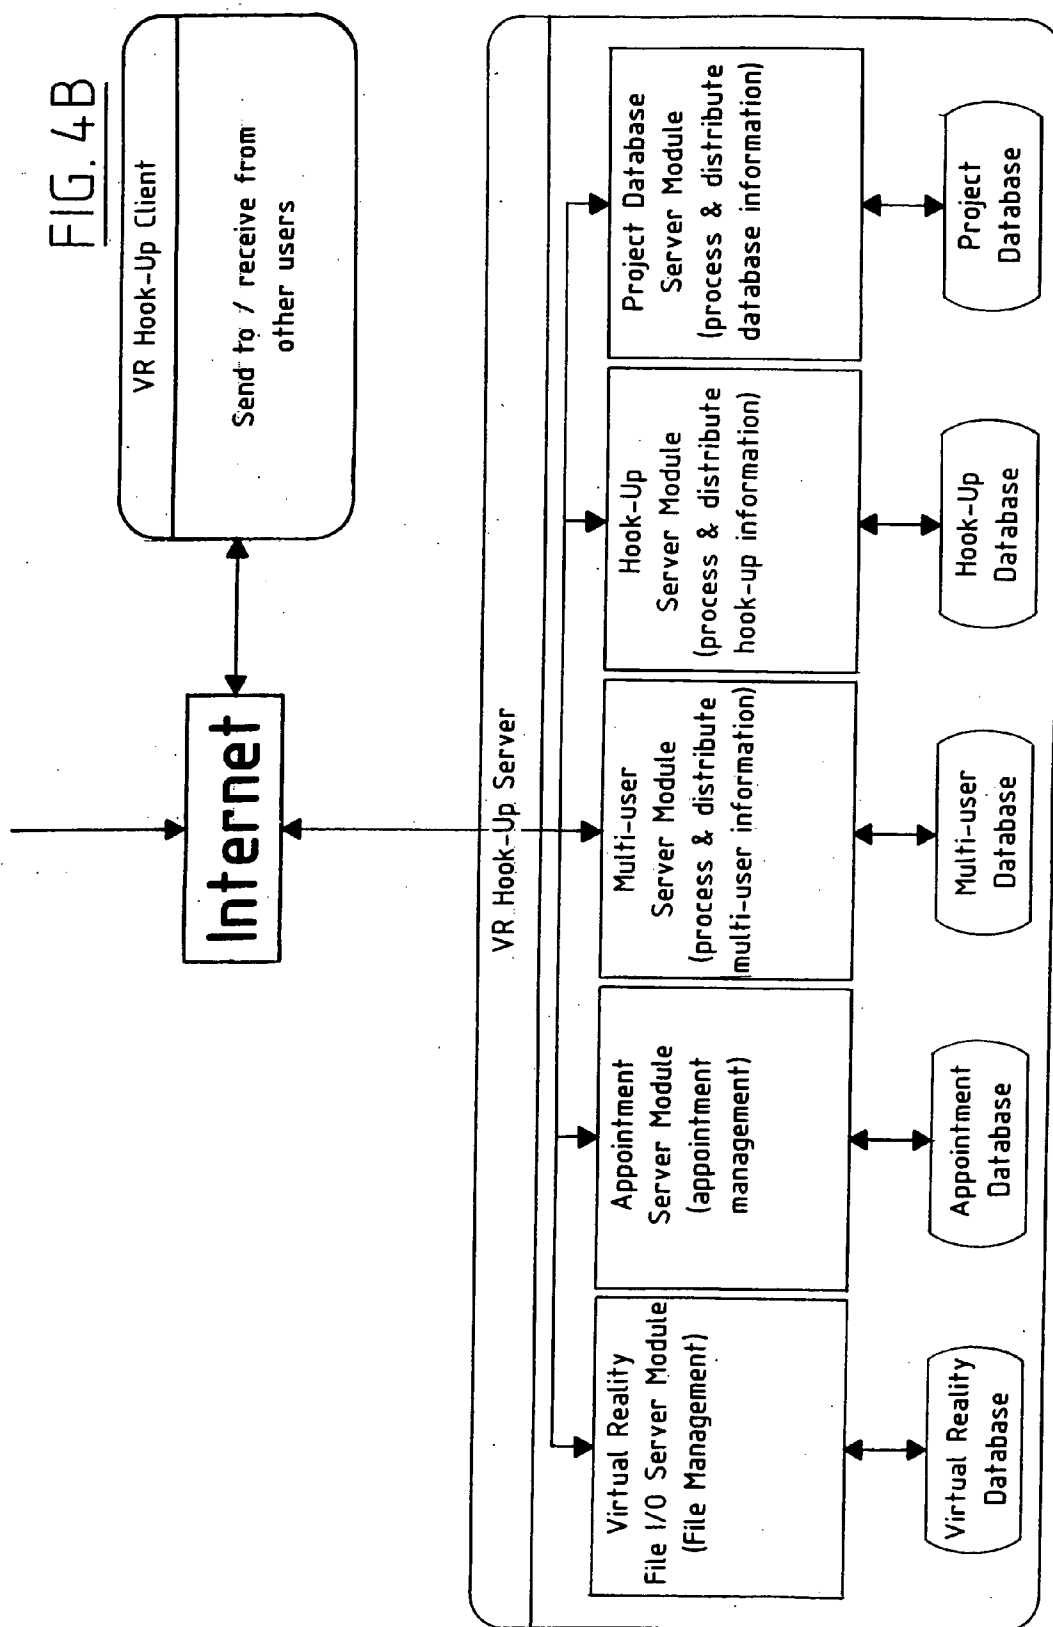 FIG. 4B
VR Hook-Up Client
Send to / receive from
other users
Internet
VR Hook-Up Server
Virtual Reality
File I/O Server Module
(File Management)
Appointment
Server Module
(appointment
management)
Multi-user
Server Module
(process & distribute
multi-user information)
Hook-Up
Server Module
(process & distribute
hook-up information)
Project Database
Server Module
(process & distribute
database information)
Virtual Reality
Database
Appointment
Database
Multi-user
Database
Hook-Up
Database
Project
Database